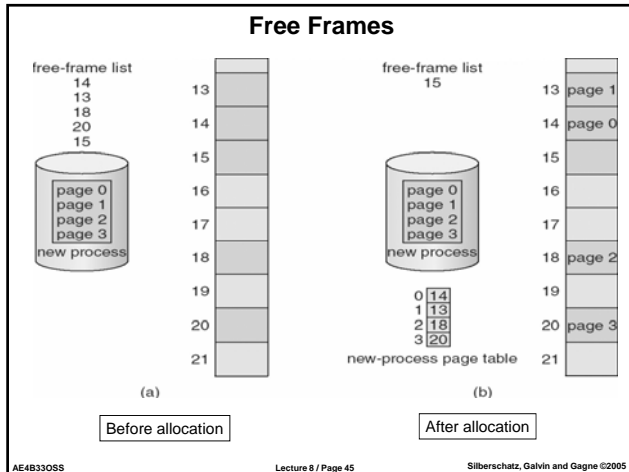 Free Frames
free-frame list
14
13
18
20
15
page 0
page 1
page 2
page 3
new process
13
14
15
16
17
18
19
20
21
(a)
Before allocation
free-frame list
15
page 0
page 1
page 2
page 3
new process
0 14
1 13
2 18
3 20
new-process page table
13 page 1
14 page 0
15
16
17
18 page 2
19
20 page 3
21
(b)
After allocation
AE4B33OSS
Lecture 8 / Page 45
Silberschatz, Galvin and Gagne ©2005